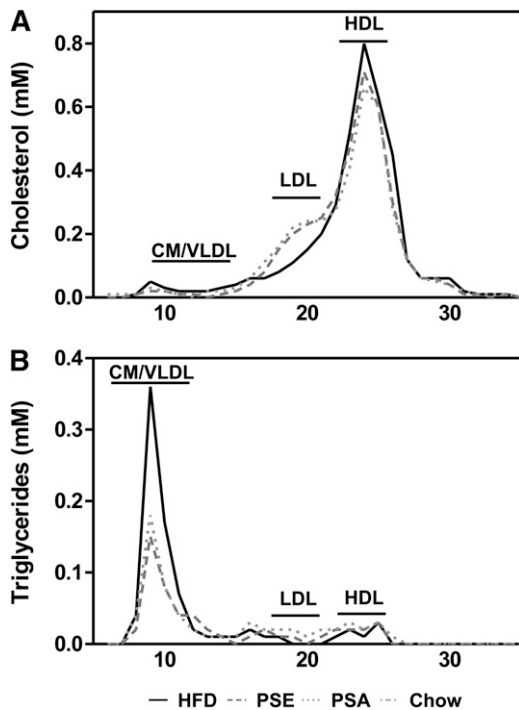 A
Cholesterol (mM)
0.8
0.6
0.4
0.2
0.0
HDL
LDL
CM/VLDL
10 20 30
B
Triglycerides (mM)
0.4
0.3
0.2
0.1
0.0
CM/VLDL
LDL
HDL
10 20 30
HFD PSE PSA Chow